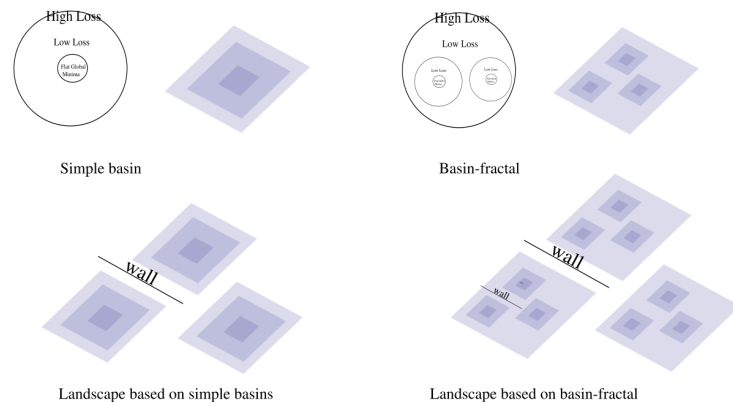 High Loss
Low Loss
Flat Global
Minima
High Loss
Low Loss
Low Loss
Low Loss
Simple basin
Basin-fractal
wall
wall
wall
Landscape based on simple basins
Landscape based on basin-fractal